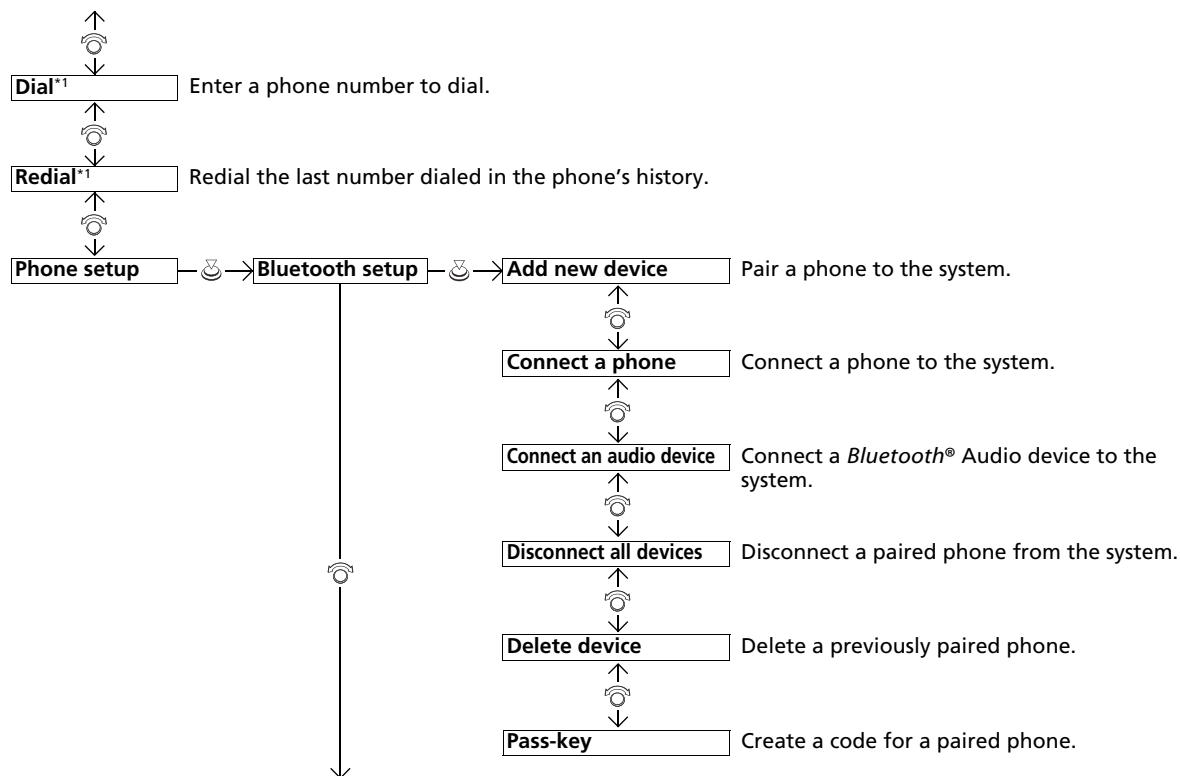 Dial*1 Enter a phone number to dial.
Redial*1 Redial the last number dialed in the phone's history.
Phone setup Bluetooth setup Add new device Pair a phone to the system.
Connect a phone Connect a phone to the system.
Connect an audio device Connect a Bluetooth® Audio device to the
system.
Disconnect all devices Disconnect a paired phone from the system.
Delete device Delete a previously paired phone.
Pass-key Create a code for a paired phone.